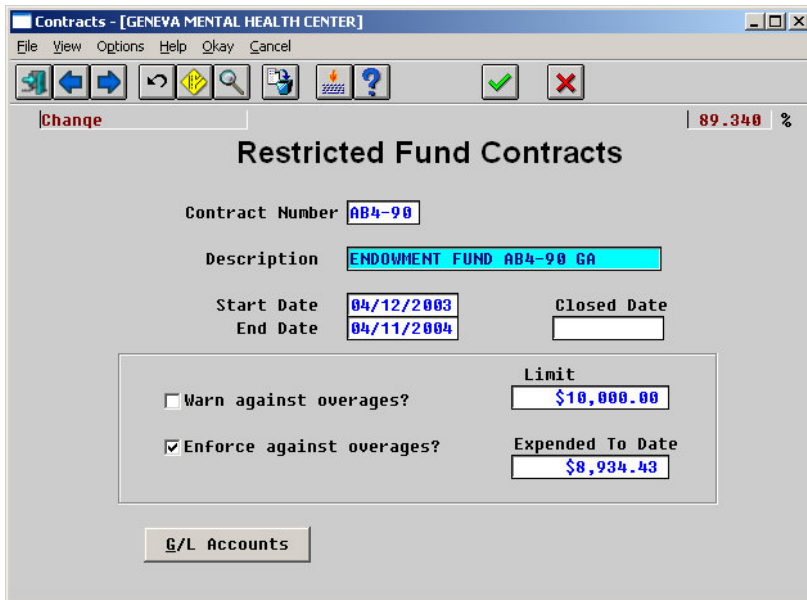 Contracts - [GENEVA MENTAL HEALTH CENTER]
File View Options Help Okay Cancel
Change 89.340 %
Restricted Fund Contracts
Contract Number AB4-90
Description ENDOWMENT FUND AB4-90 GA
Start Date 04/12/2003 Closed Date
End Date 04/11/2004
Limit
Warn against overages? $10,000.00
Enforce against overages? Expended To Date
$8,934.43
G/L Accounts